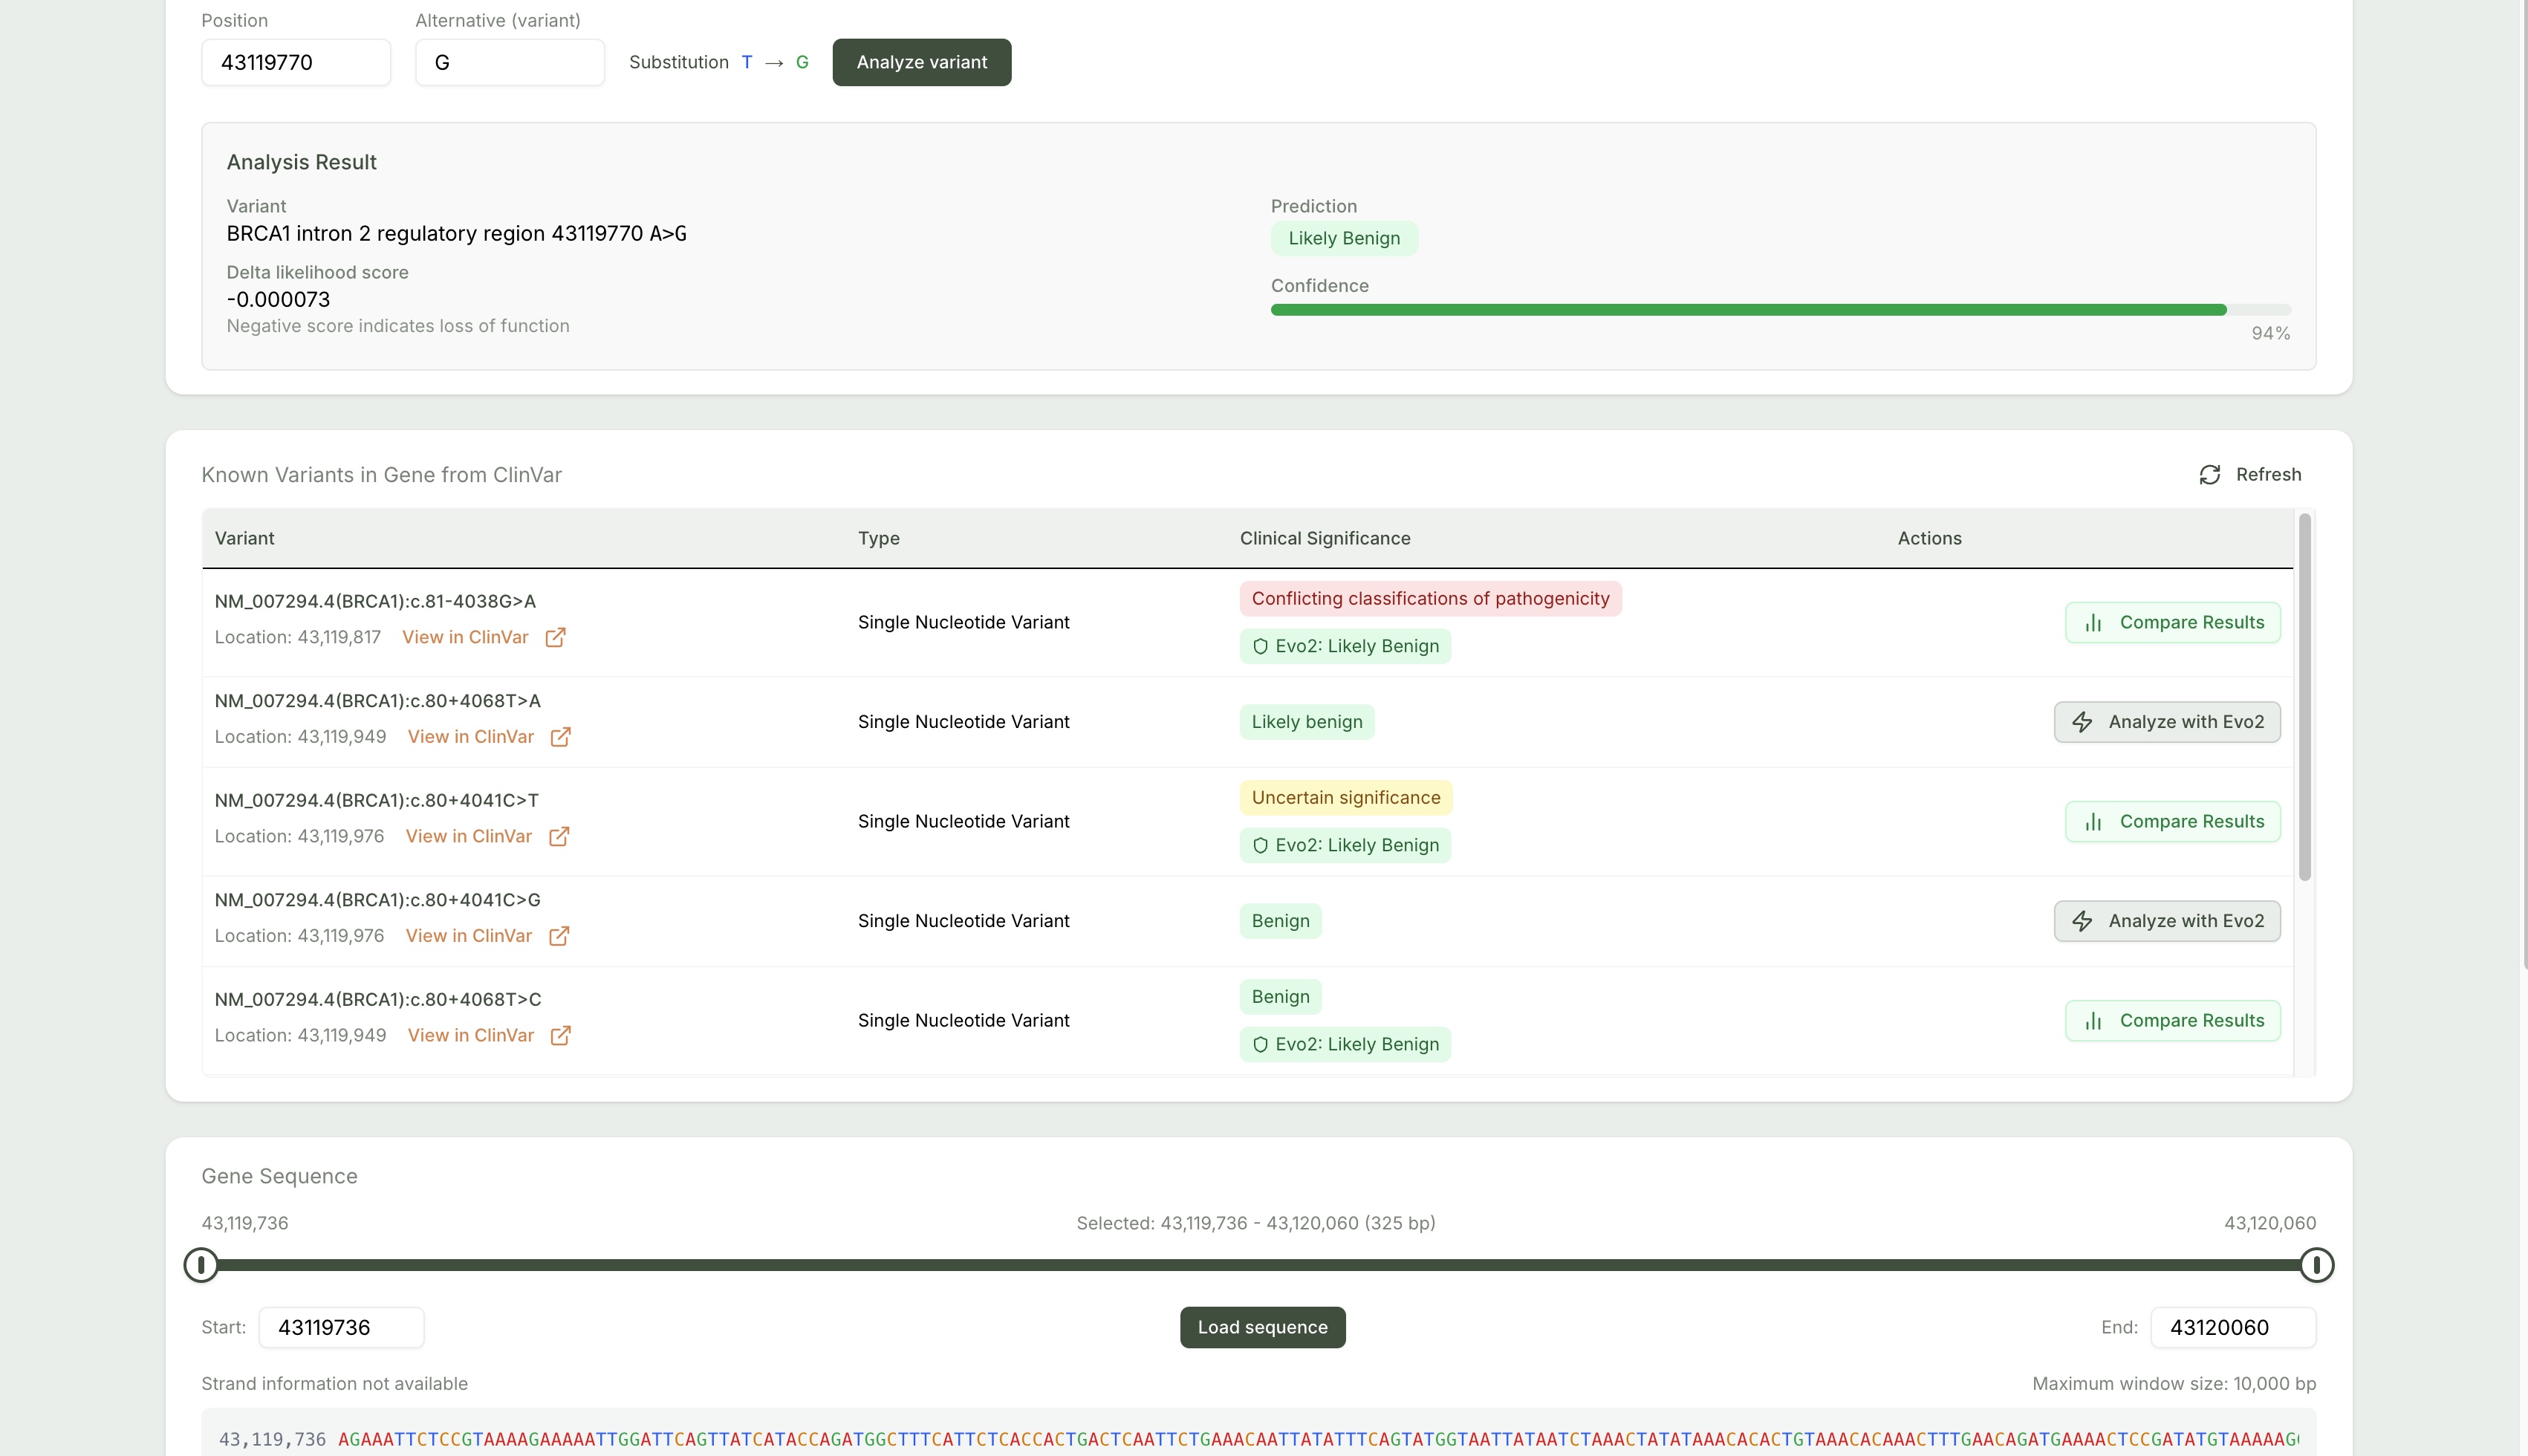 Position
Alternative (variant)
43119770
G
Substitution T → G
Analyze variant
Analysis Result
Variant
BRCA1 intron 2 regulatory region 43119770 A>G
Delta likelihood score
-0.000073
Negative score indicates loss of function
Prediction
Likely Benign
Confidence
94%
Known Variants in Gene from ClinVar
Refresh
Variant Type Clinical Significance Actions
NM_007294.4(BRCA1):c.81-4038G>A
Location: 43,119,817 View in ClinVar
Single Nucleotide Variant
Conflicting classifications of pathogenicity
Evo2: Likely Benign
Compare Results
NM_007294.4(BRCA1):c.80+4068T>A
Location: 43,119,949 View in ClinVar
Single Nucleotide Variant
Likely benign
Analyze with Evo2
NM_007294.4(BRCA1):c.80+4041C>T
Location: 43,119,976 View in ClinVar
Single Nucleotide Variant
Uncertain significance
Evo2: Likely Benign
Compare Results
NM_007294.4(BRCA1):c.80+4041C>G
Location: 43,119,976 View in ClinVar
Single Nucleotide Variant
Benign
Analyze with Evo2
NM_007294.4(BRCA1):c.80+4068T>C
Location: 43,119,949 View in ClinVar
Single Nucleotide Variant
Benign
Evo2: Likely Benign
Compare Results
Gene Sequence
43,119,736
Selected: 43,119,736 - 43,120,060 (325 bp)
43,120,060
Start: 43119736
Load sequence
End: 43120060
Strand information not available
Maximum window size: 10,000 bp
43,119,736 AGAAATTCTCCGTAAAAGAAAAATTGGATTCAGTTATCATACCAGATGGCTTTCATTCTCACCACTGACTCAATTCTGAAACAATTATATTTCAGTATGGTAATTATAATCTAAACTATATAAACACACTGTAAACACAAACTTTGAACAGATGAAAACTCCGATATGTAAAAAG